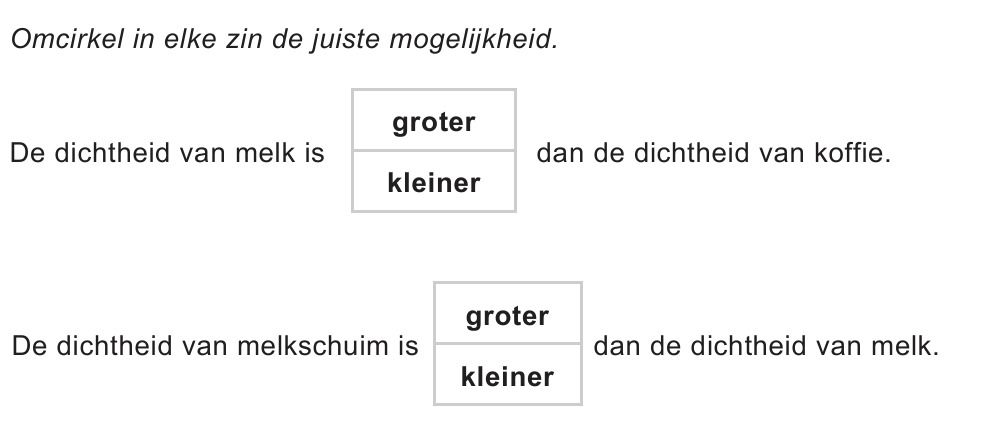 Omcirkel in elke zin de juiste mogelijkheid.
groter
De dichtheid van melk is
dan de dichtheid van koffie.
kleiner
groter
De dichtheid van melkschuim is
dan de dichtheid van melk.
kleiner